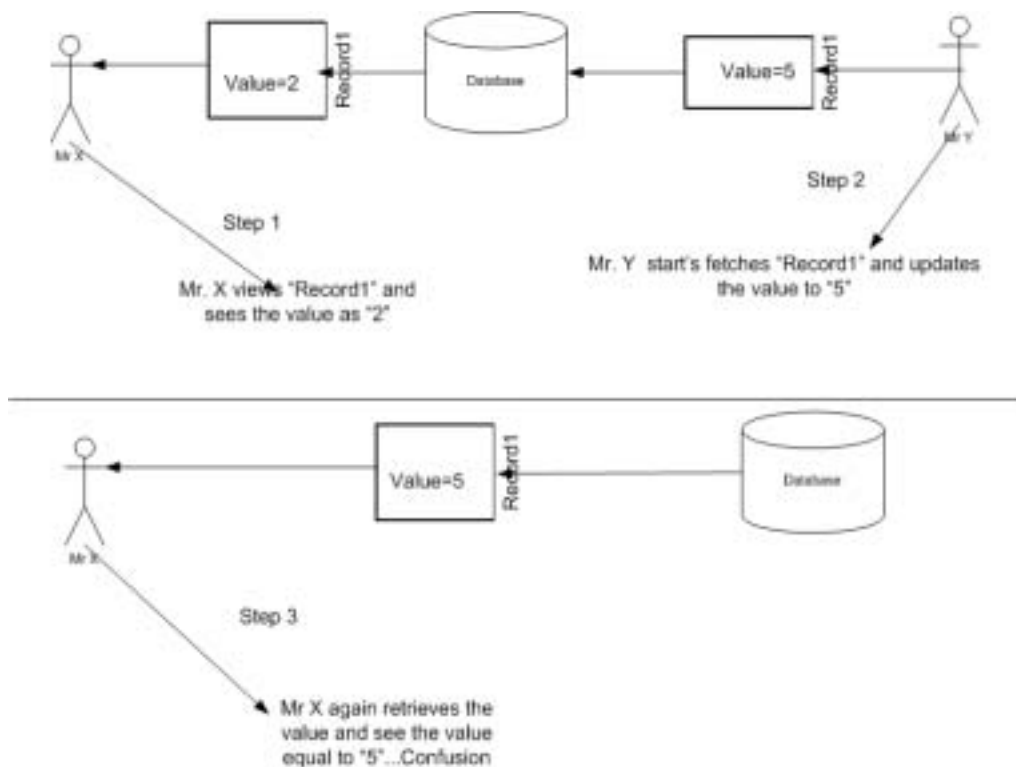 Value=2
Record1
Database
Value=5
Record1
Mr X
Mr Y
Step 1
Step 2
Mr. X views "Record1" and
sees the value as "2"
Mr. Y start's fetches "Record1" and updates
the value to "5"
Value=5
Record1
Database
Mr X
Step 3
Mr X again retrieves the
value and see the value
equal to "5"...Confusion